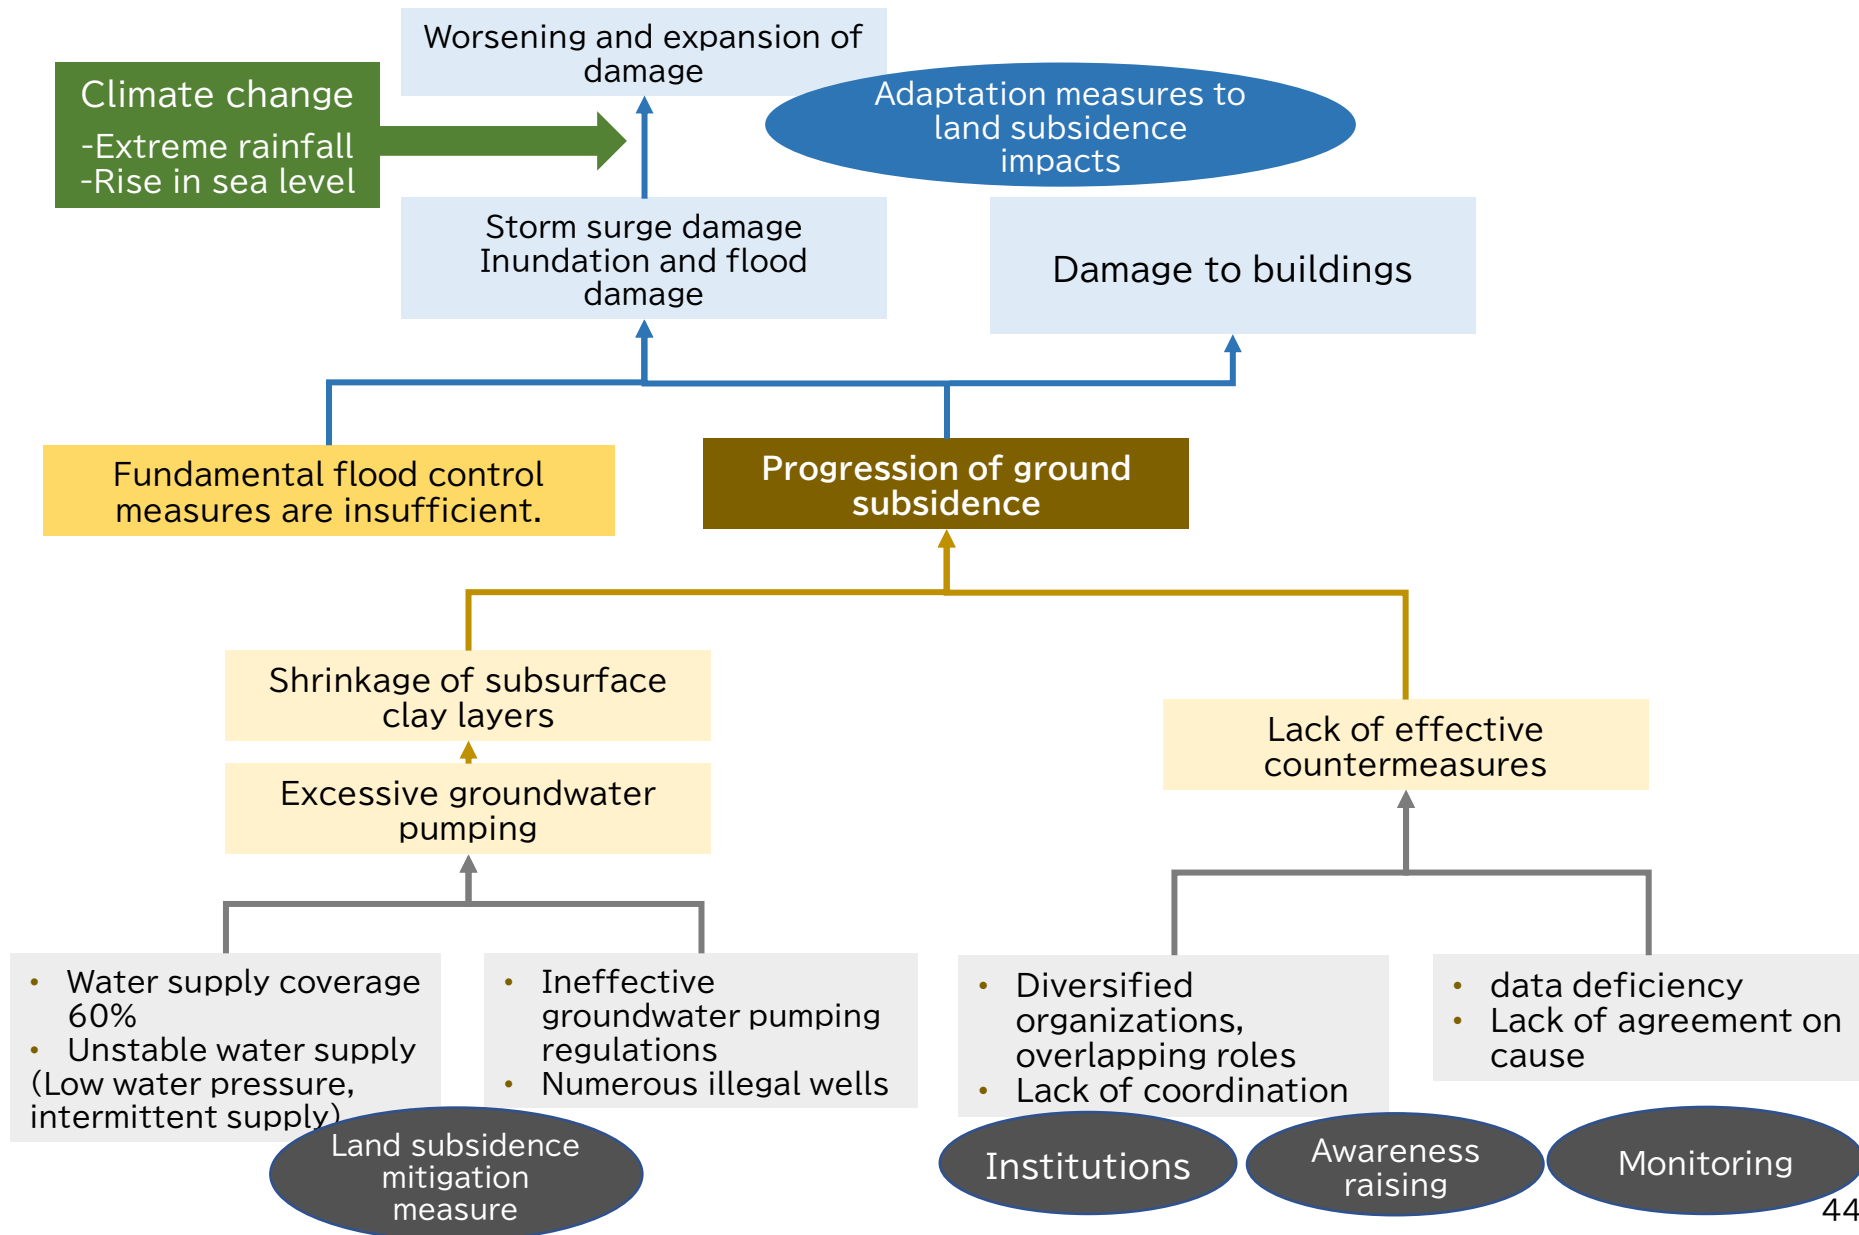 Worsening and expansion of
damage
Climate change
-Extreme rainfall
-Rise in sea level
Adaptation measures to
land subsidence
impacts
Storm surge damage
Inundation and flood
damage
Damage to buildings
Fundamental flood control
measures are insufficient.
Progression of ground
subsidence
Shrinkage of subsurface
clay layers
Excessive groundwater
pumping
Lack of effective
countermeasures
• Water supply coverage
60%
• Unstable water supply
(Low water pressure,
intermittent supply)
• Ineffective
groundwater pumping
regulations
• Numerous illegal wells
• Diversified
organizations,
overlapping roles
• Lack of coordination
• data deficiency
• Lack of agreement on
cause
Land subsidence
mitigation
measure
Institutions
Awareness
raising
Monitoring
44